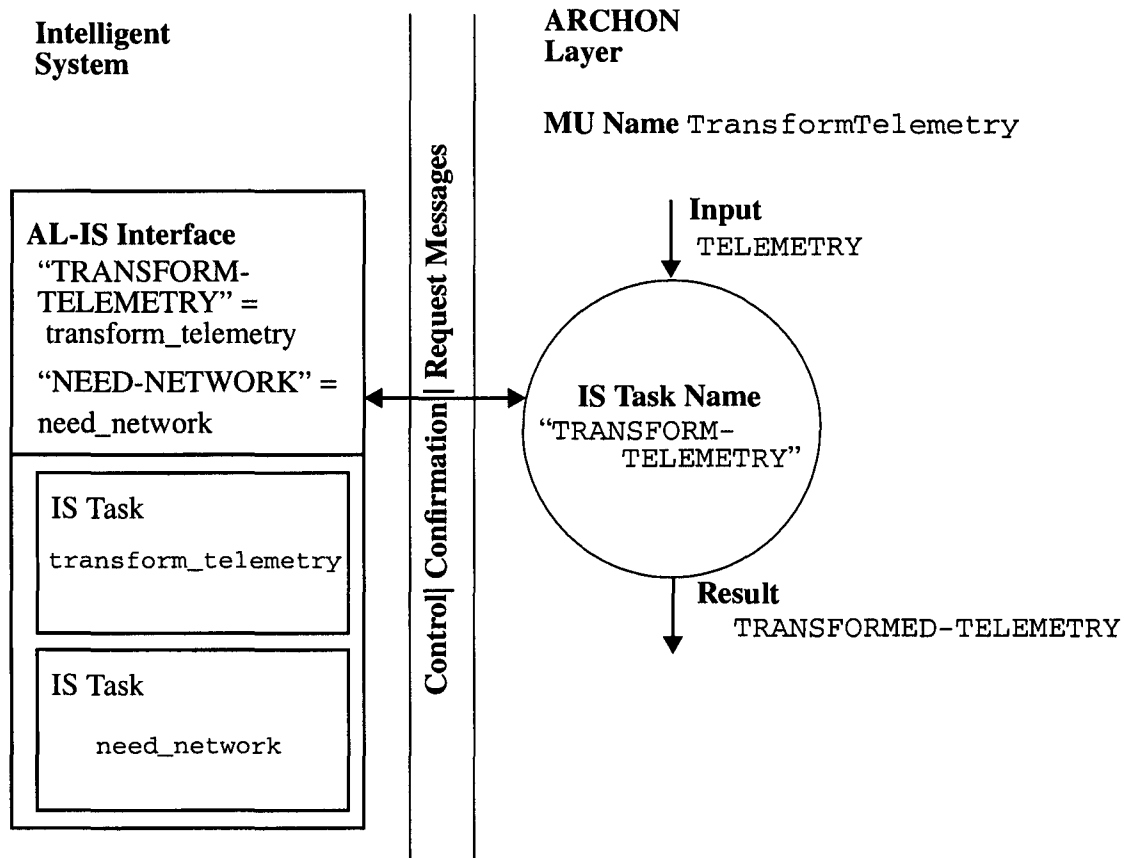 Intelligent
System
AL-IS Interface
“TRANSFORM-
TELEMETRY” =
transform_telemetry
“NEED-NETWORK” =
need_network
IS Task
transform_telemetry
IS Task
need_network
Control| Confirmation || Request Messages
ARCHON
Layer
MU Name TransformTelemetry
Input
TELEMETRY
IS Task Name
“TRANSFORM-
TELEMETRY”
Result
TRANSFORMED-TELEMETRY